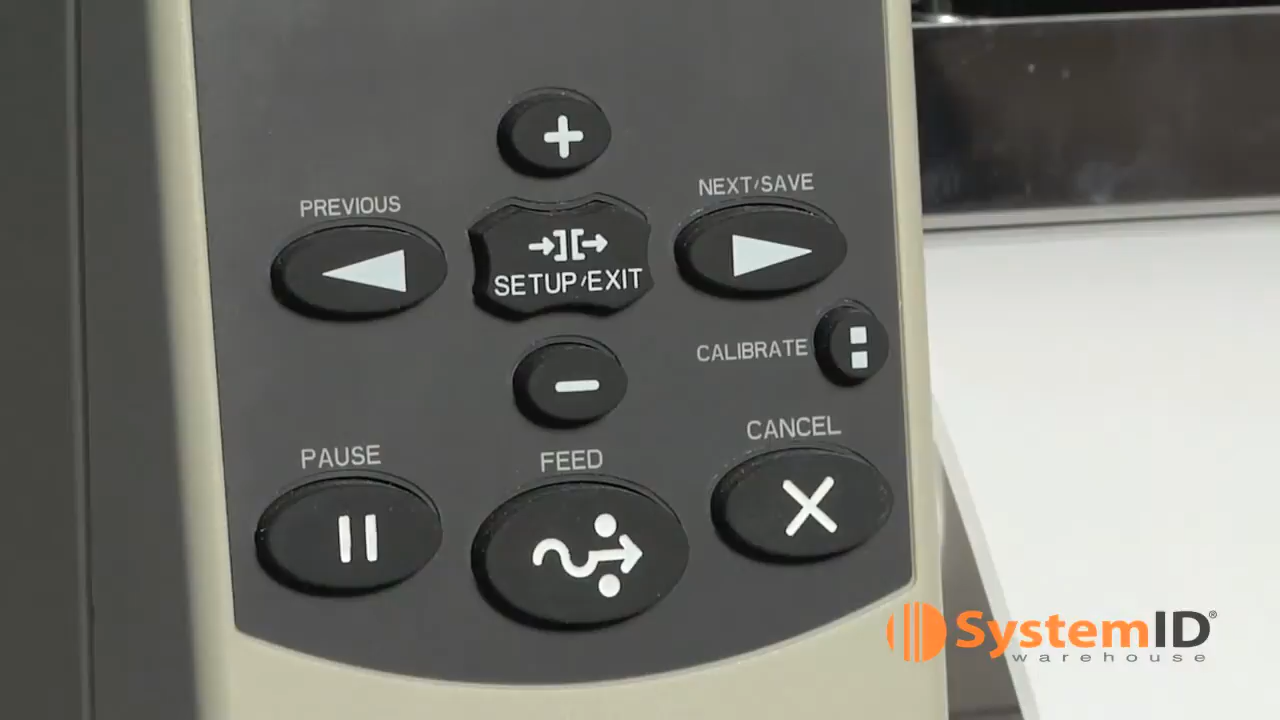 +
PREVIOUS
NEXT/SAVE
SETUP/EXIT
CALIBRATE
−
PAUSE
FEED
CANCEL
SystemID®
warehouse